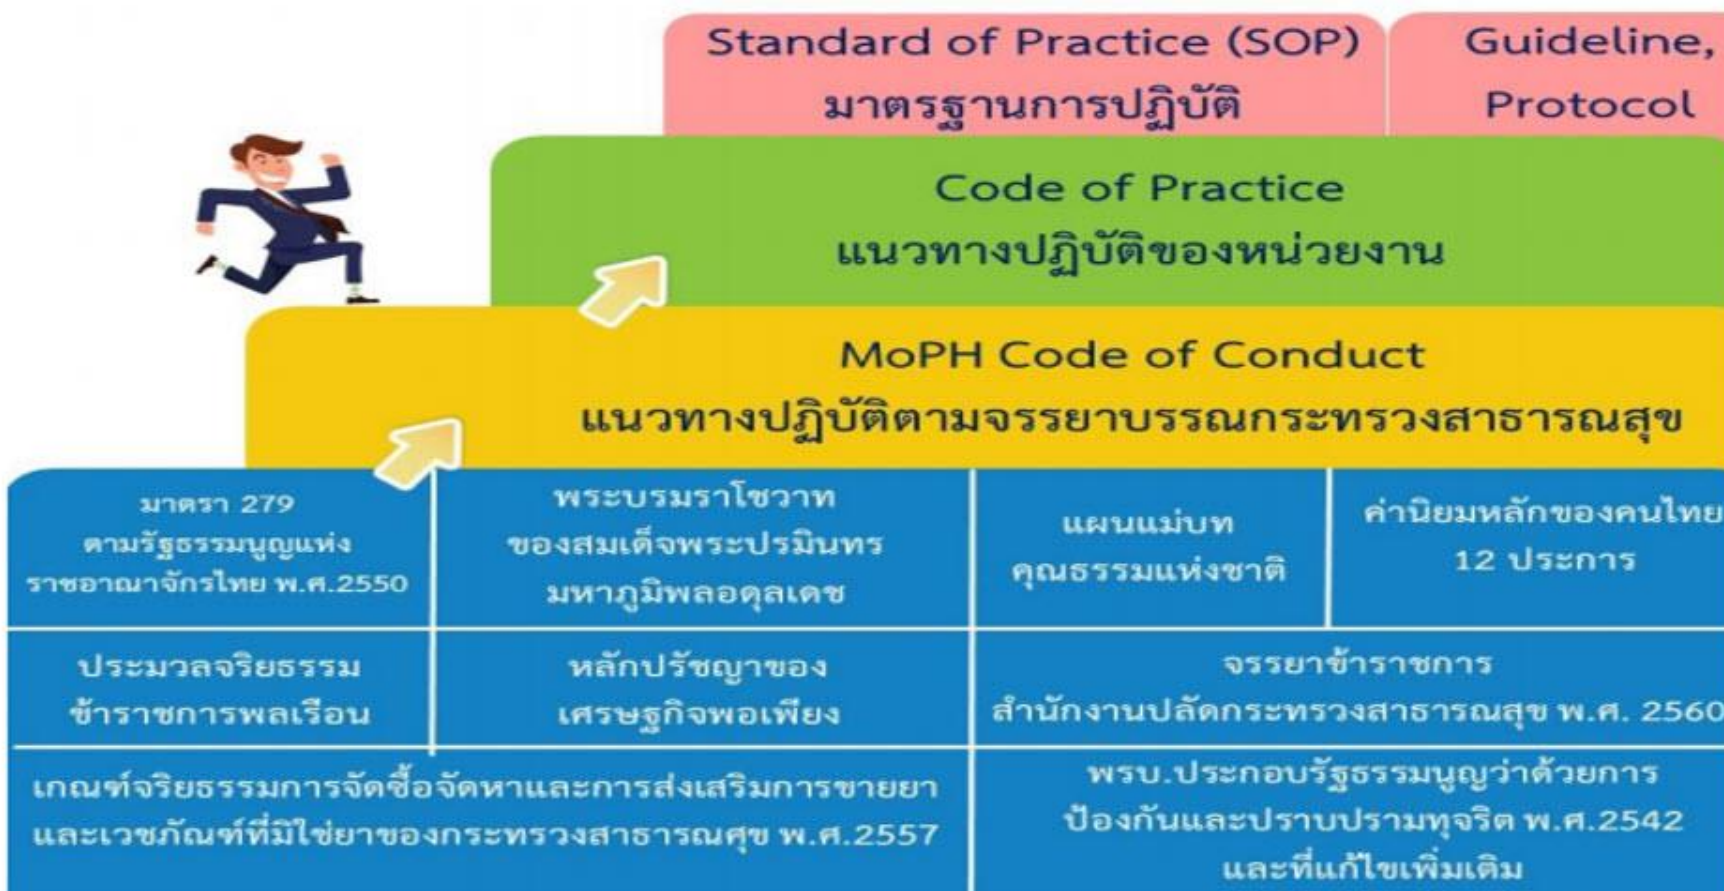 Standard of Practice (SOP)
มาตรฐานการปฏิบัติ
Guideline,
Protocol
Code of Practice
แนวทางปฏิบัติของหน่วยงาน
MoPH Code of Conduct
แนวทางปฏิบัติตามจรรยาบรรณกระทรวงสาธารณสุข
มาตรา 279
ตามรัฐธรรมนูญแห่ง
ราชอาณาจักรไทย พ.ศ.2550
พระบรมราโชวาท
ของสมเด็จพระปรมินทร
มหาภูมิพลอดุลเดช
แผนแม่บท
คุณธรรมแห่งชาติ
ค่านิยมหลักของคนไทย
12 ประการ
ประมวลจริยธรรม
ข้าราชการพลเรือน
หลักปรัชญาของ
เศรษฐกิจพอเพียง
จรรยาข้าราชการ
สำนักงานปลัดกระทรวงสาธารณสุข พ.ศ. 2560
เกณฑ์จริยธรรมการจัดซื้อจัดหาและการส่งเสริมการขายยา
และเวชภัณฑ์ที่มิใช่ยาของกระทรวงสาธารณศุข พ.ศ.2557
พรบ.ประกอบรัฐธรรมนูญว่าด้วยการ
ป้องกันและปราบปรามทุจริต พ.ศ.2542
และที่แก้ไขเพิ่มเติม